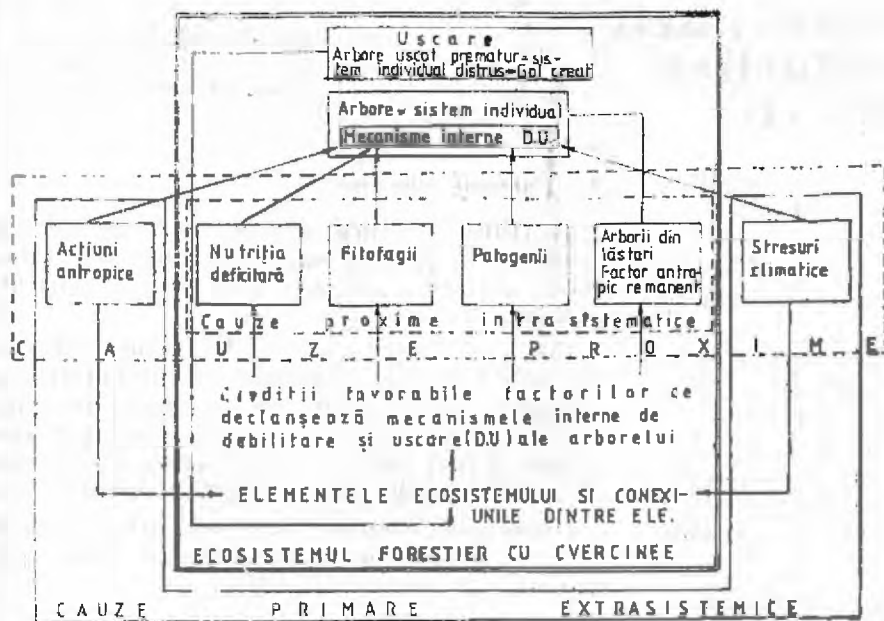 Uscare
Arbore uscat prematur = sis-
tem individual distrus = Gol creat
Arbore = sistem individual
Mecanisme interne D.U.
Acțiuni
antropice
Nutriția
deficitară
Fitofagii
Patogenii
Arborii din
lăstari
Factor antro-
pic remanent
Stresuri
climatice
Cauze proxime intrasistematice
CAUZE PROXIME
Condiții favorabile factorilor ce
declanșează mecanismele interne de
debilitare și uscare (D.U) ale arborelui
ELEMENTELE ECOSISTEMULUI SI CONEXI-
UNILE DINTRE ELE.
ECOSISTEMUL FORESTIER CU CVERCINEE
CAUZE PRIMARE EXTRASISTEMICE